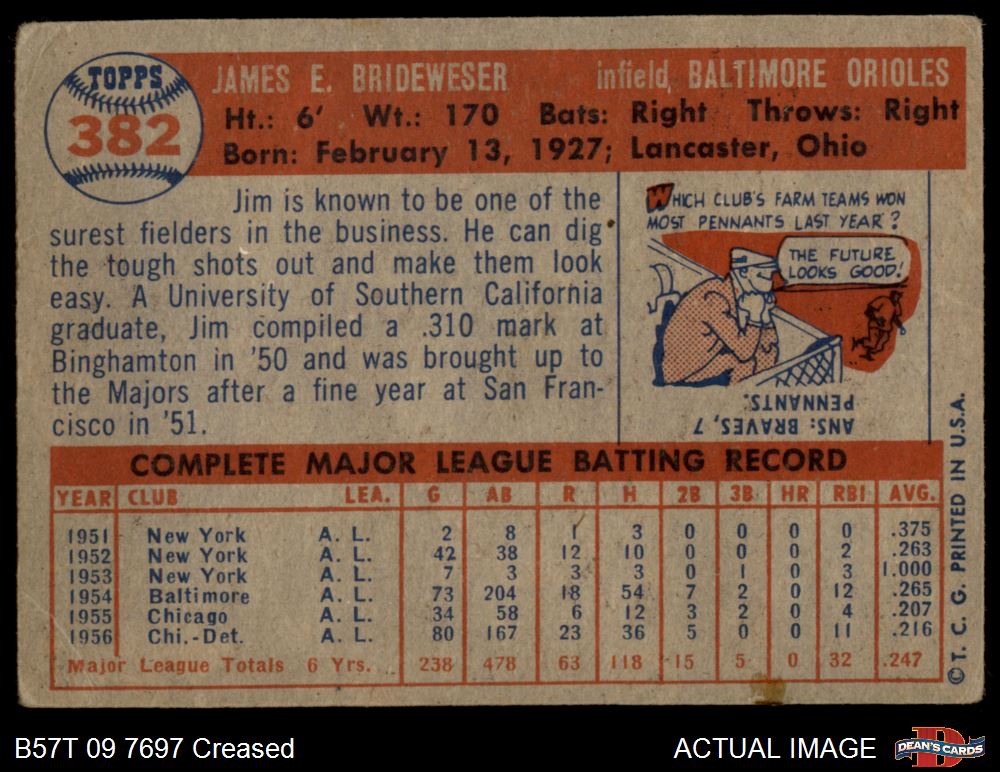 TOPPS
382
JAMES E. BRIDEWESER infield, BALTIMORE ORIOLES
Ht.: 6' Wt.: 170 Bats: Right Throws: Right
Born: February 13, 1927; Lancaster, Ohio
Jim is known to be one of the
surest fielders in the business. He can dig
the tough shots out and make them look
easy. A University of Southern California
graduate, Jim compiled a .310 mark at
Binghamton in '50 and was brought up to
the Majors after a fine year at San Fran-
cisco in '51.
WHICH CLUB'S FARM TEAMS WON
MOST PENNANTS LAST YEAR?
THE FUTURE
LOOKS GOOD!
ANS: BRAVES, 7
PENNANTS.
COMPLETE MAJOR LEAGUE BATTING RECORD
YEAR CLUB LEA. G AB R H 2B 3B HR RBI AVG.
1951 New York A. L. 2 8 1 3 0 0 0 0 .375
1952 New York A. L. 42 38 12 10 0 0 0 2 .263
1953 New York A. L. 7 3 3 3 0 1 0 3 1.000
1954 Baltimore A. L. 73 204 18 54 7 2 0 12 .265
1955 Chicago A. L. 34 58 6 12 3 2 0 4 .207
1956 Chi.-Det. A. L. 80 167 23 36 5 0 0 11 .216
Major League Totals 6 Yrs. 238 478 63 118 15 5 0 32 .247
© T. C. G. PRINTED IN U.S.A.
B57T 09 7697 Creased
ACTUAL IMAGE
DEAN'S CARDS